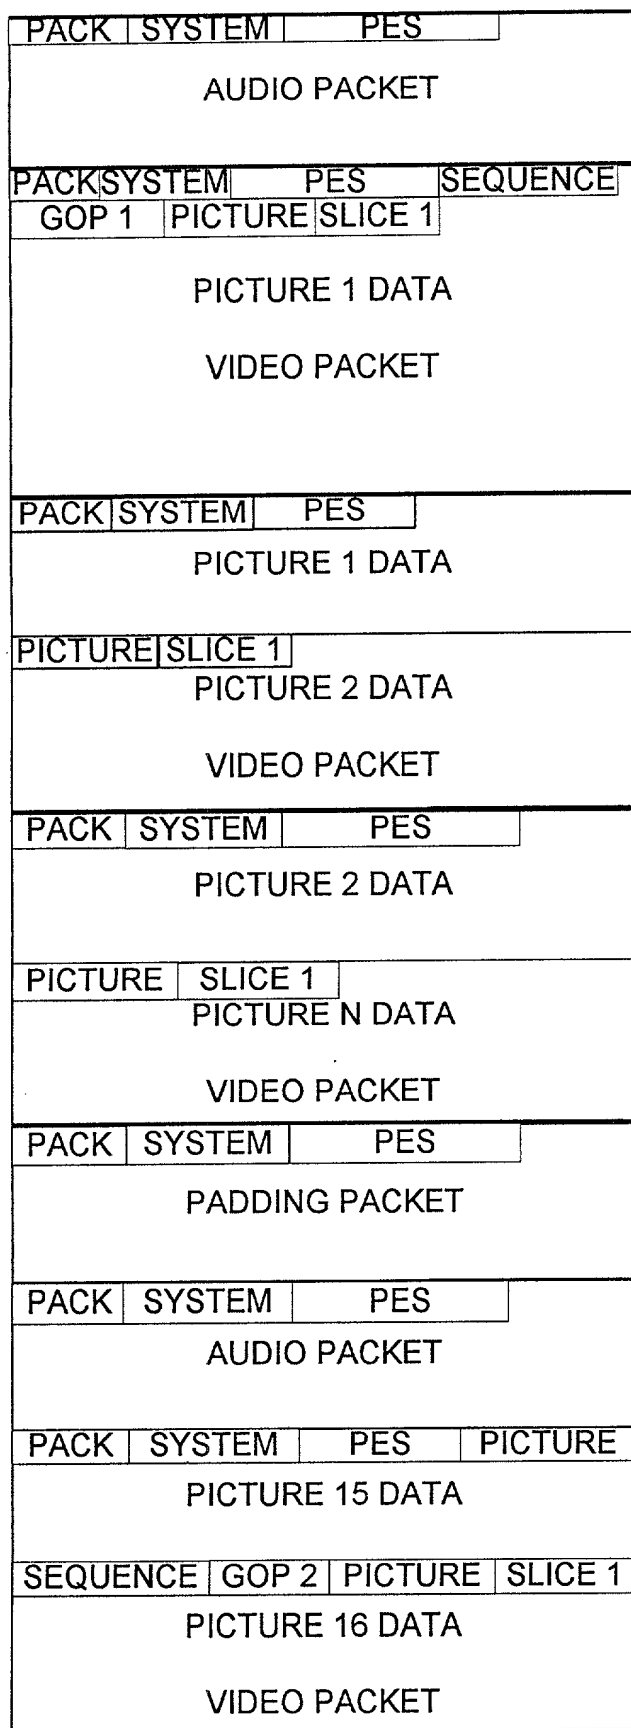 PACK SYSTEM PES
AUDIO PACKET
PACK SYSTEM PES SEQUENCE
GOP 1 PICTURE SLICE 1
PICTURE 1 DATA
VIDEO PACKET
PACK SYSTEM PES
PICTURE 1 DATA
PICTURE SLICE 1
PICTURE 2 DATA
VIDEO PACKET
PACK SYSTEM PES
PICTURE 2 DATA
PICTURE SLICE 1
PICTURE N DATA
VIDEO PACKET
PACK SYSTEM PES
PADDING PACKET
PACK SYSTEM PES
AUDIO PACKET
PACK SYSTEM PES PICTURE
PICTURE 15 DATA
SEQUENCE GOP 2 PICTURE SLICE 1
PICTURE 16 DATA
VIDEO PACKET